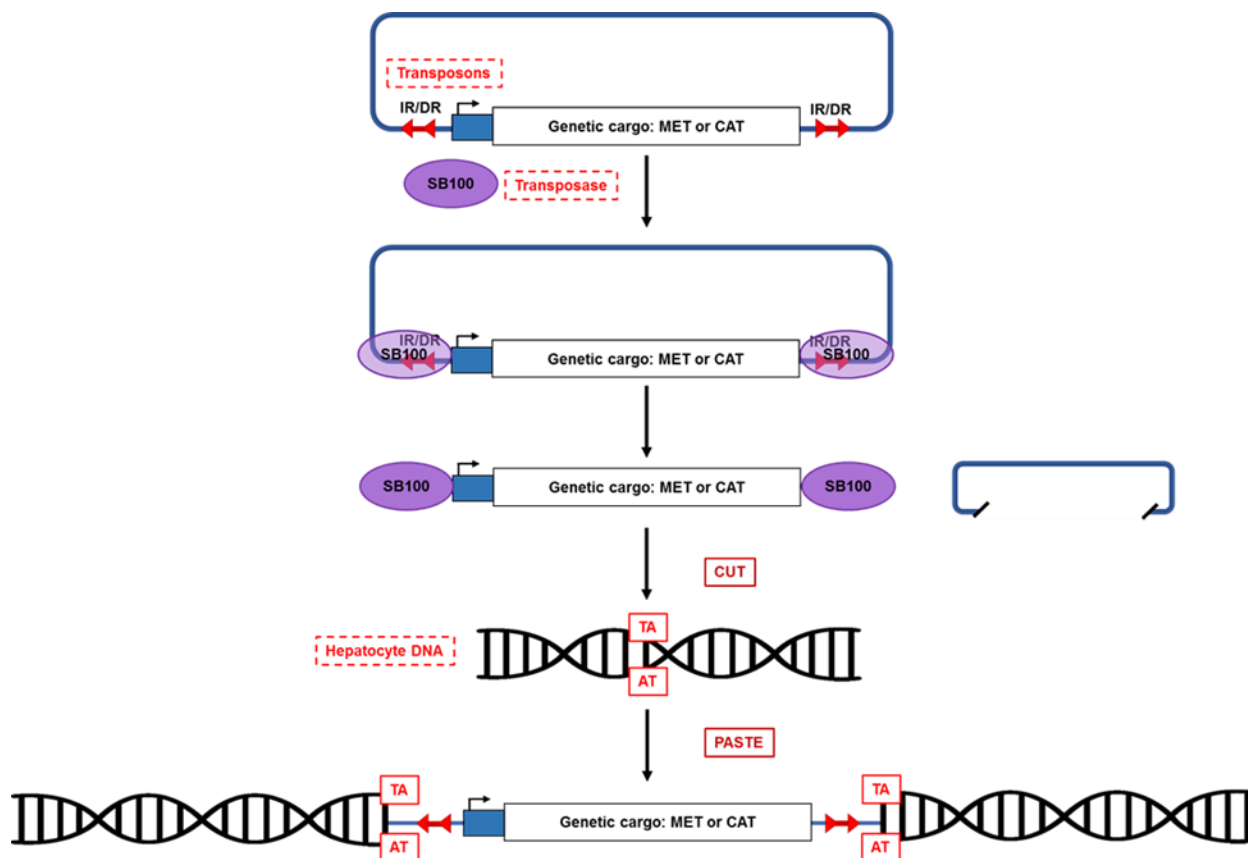 Transposons
IR/DR
IR/DR
Genetic cargo: MET or CAT
SB100
Transposase
IR/DR
IR/DR
SB100
Genetic cargo: MET or CAT
SB100
SB100
Genetic cargo: MET or CAT
SB100
CUT
TA
Hepatocyte DNA
AT
PASTE
TA
TA
Genetic cargo: MET or CAT
AT
AT